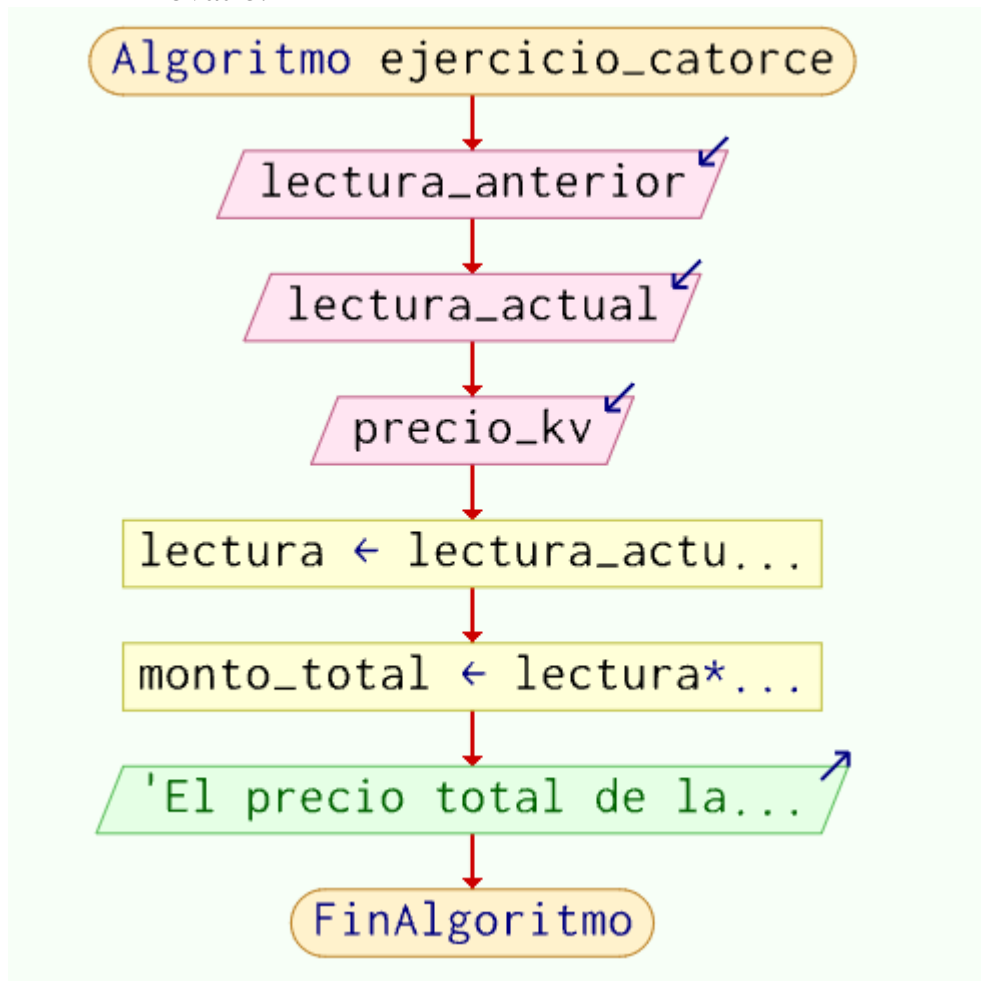 Algoritmo ejercicio_catorce
lectura_anterior
lectura_actual
precio_kv
lectura ← lectura_actu...
monto_total ← lectura*...
'El precio total de la...
FinAlgoritmo